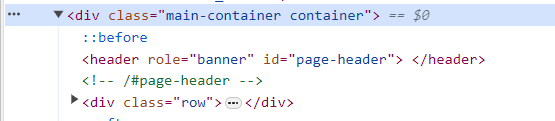 <div class="main-container container"> == $0
::before
<header role="banner" id="page-header"> </header>
<!-- /#page-header -->
<div class="row"> </div>